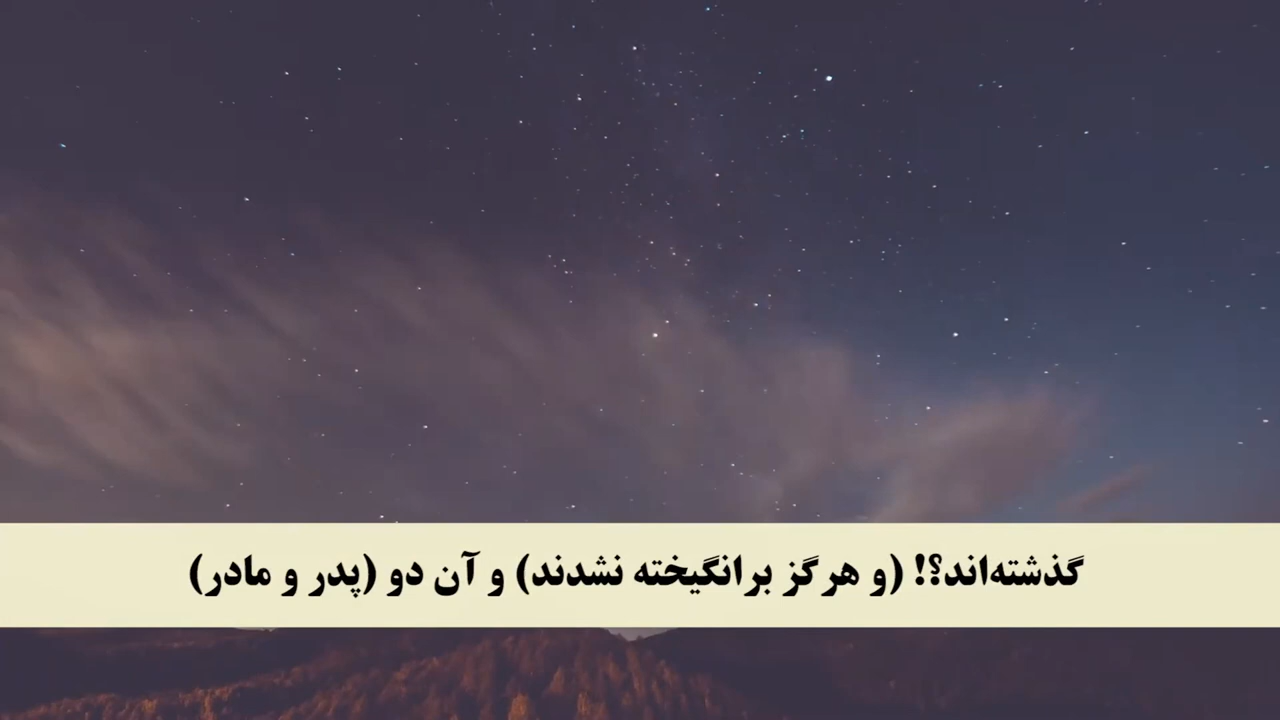 گذشته‌اند؟! (و هرگز برانگیخته نشدند) و آن دو (پدر و مادر)